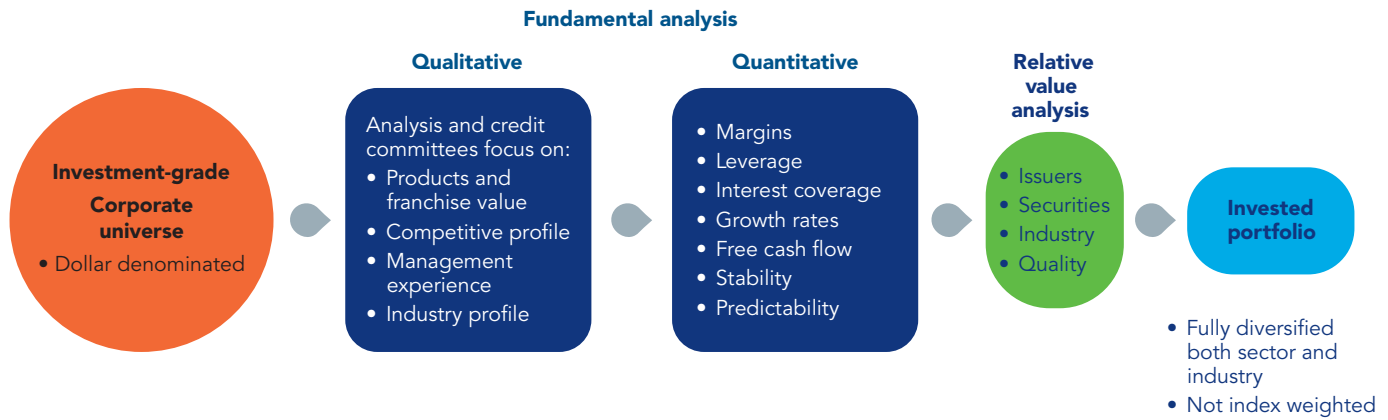 Fundamental analysis
Investment-grade
Corporate
universe
• Dollar denominated
Qualitative
Analysis and credit
committees focus on:
• Products and
franchise value
• Competitive profile
• Management
experience
• Industry profile
Quantitative
• Margins
• Leverage
• Interest coverage
• Growth rates
• Free cash flow
• Stability
• Predictability
Relative
value
analysis
• Issuers
• Securities
• Industry
• Quality
Invested
portfolio
• Fully diversified
both sector and
industry
• Not index weighted